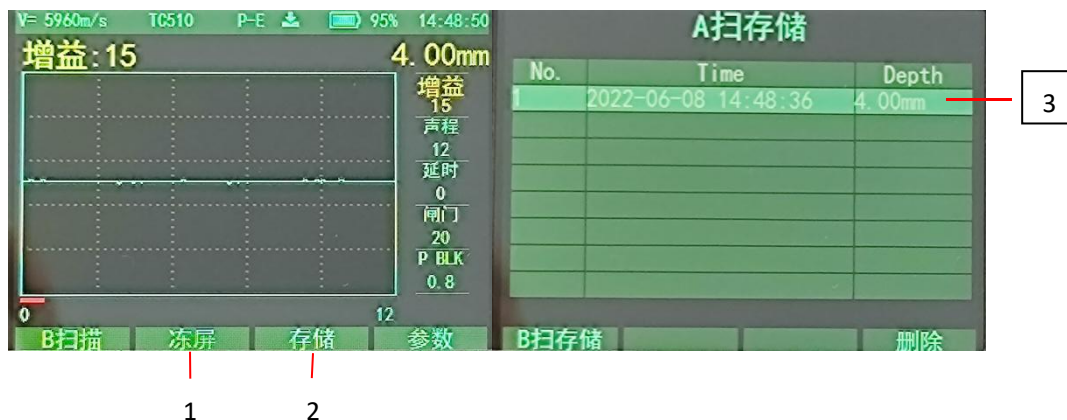 V= 5960m/s TC510 P-E 95% 14:48:50
增益:15 4.00mm
增益
15
声程
12
延时
0
闸门
20
P BLK
0.8
0 12
B扫描 冻屏 存储 参数
A扫存储
No. Time Depth
1 2022-06-08 14:48:36 4.00mm
B扫存储 删除
1 2
3